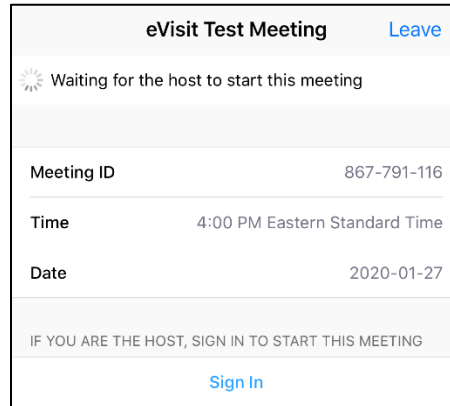 eVisit Test Meeting Leave
Waiting for the host to start this meeting
Meeting ID 867-791-116
Time 4:00 PM Eastern Standard Time
Date 2020-01-27
IF YOU ARE THE HOST, SIGN IN TO START THIS MEETING
Sign In